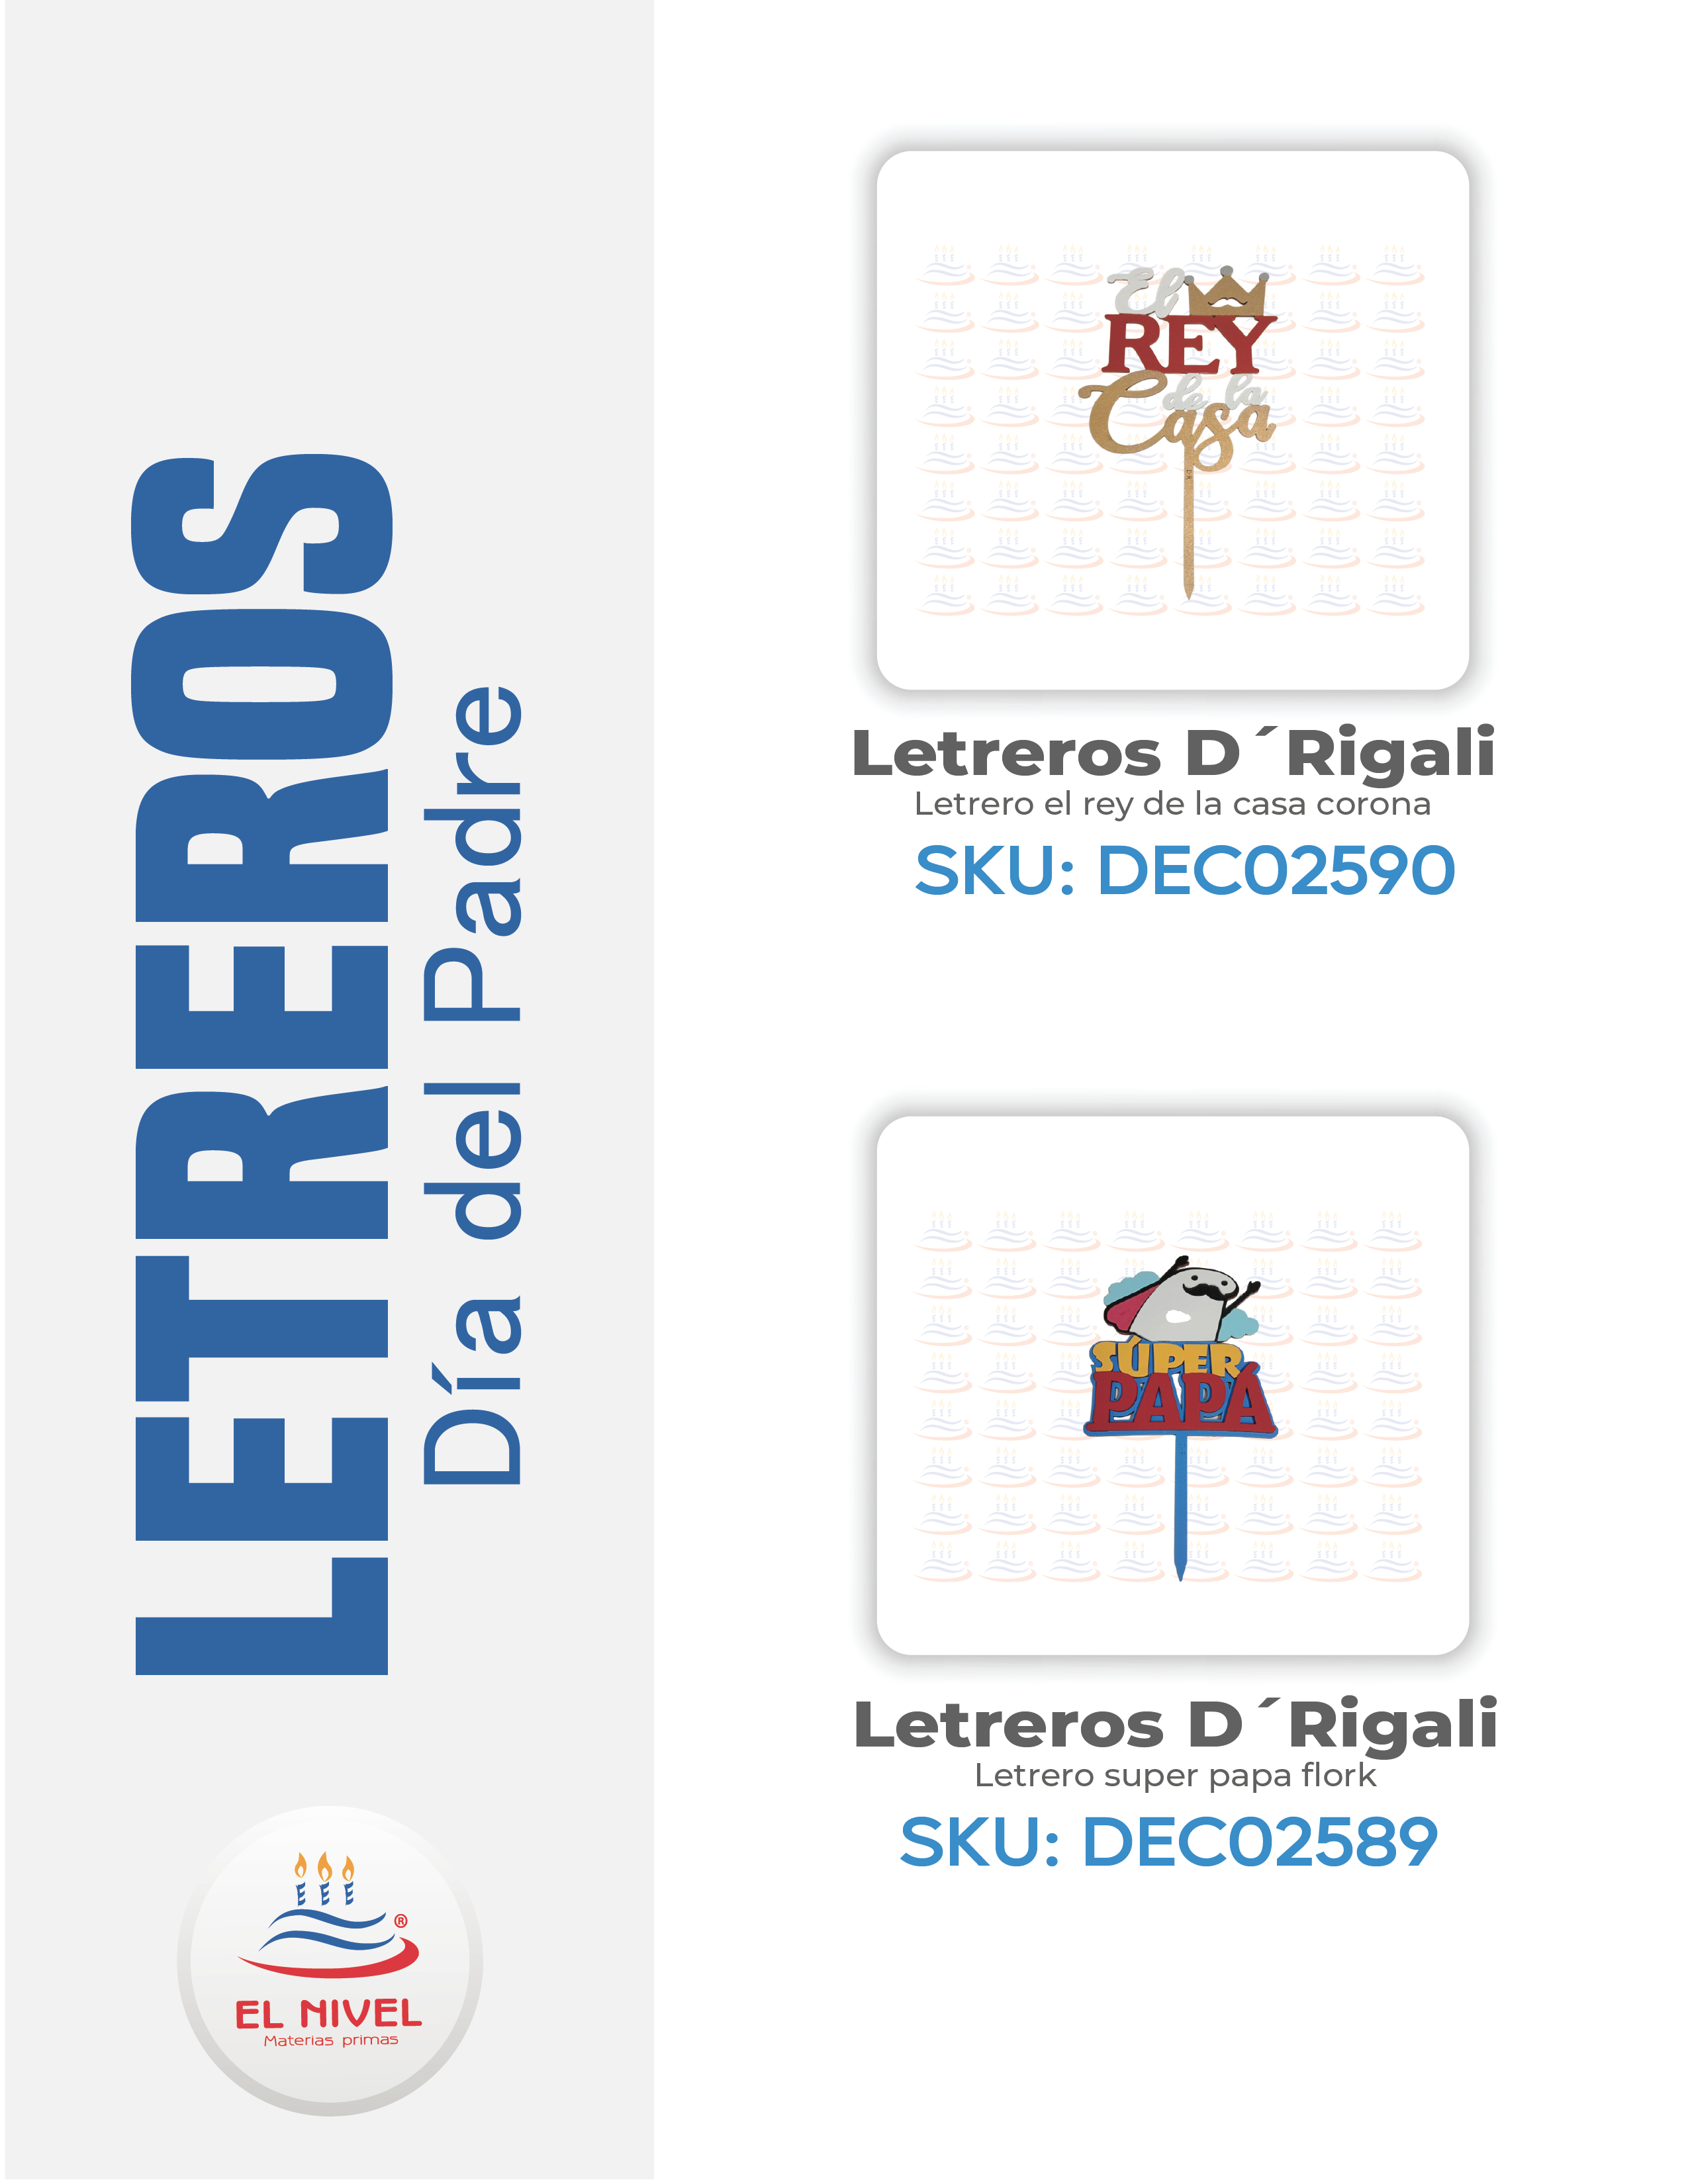 LETREROS
Día del Padre
El
REY
de la
Casa
Letreros D´Rigali
Letrero el rey de la casa corona
SKU: DEC02590
SÚPER
PAPÁ
Letreros D´Rigali
Letrero super papa flork
SKU: DEC02589
®
EL NIVEL
Materias primas